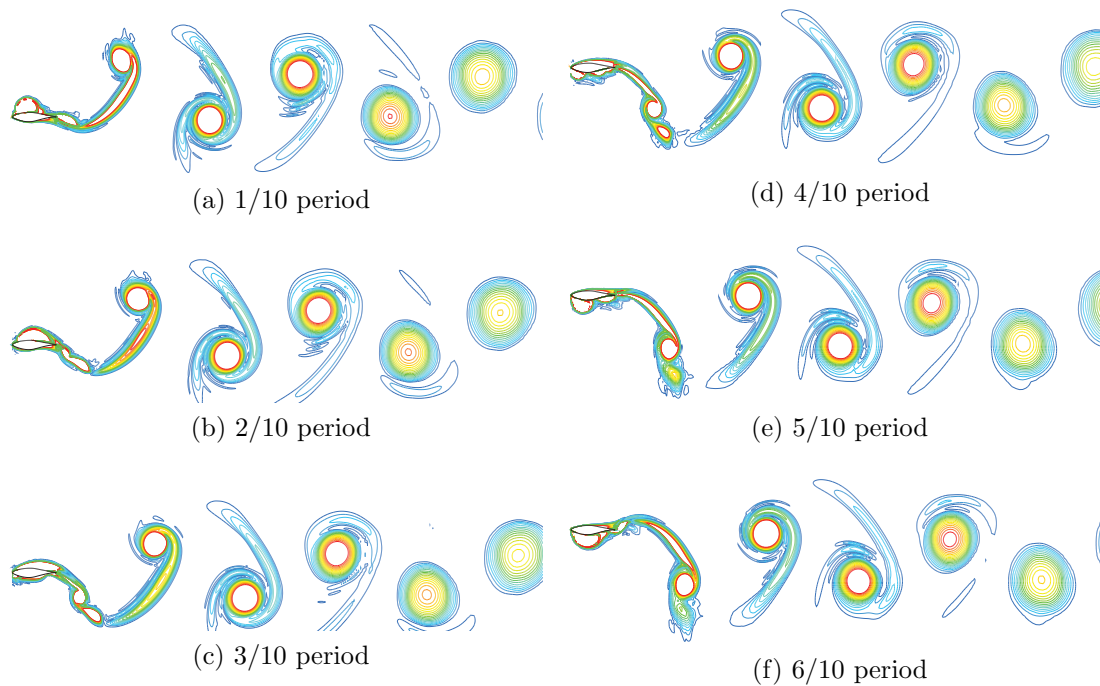 (a) 1/10 period
(b) 2/10 period
(c) 3/10 period
(d) 4/10 period
(e) 5/10 period
(f) 6/10 period